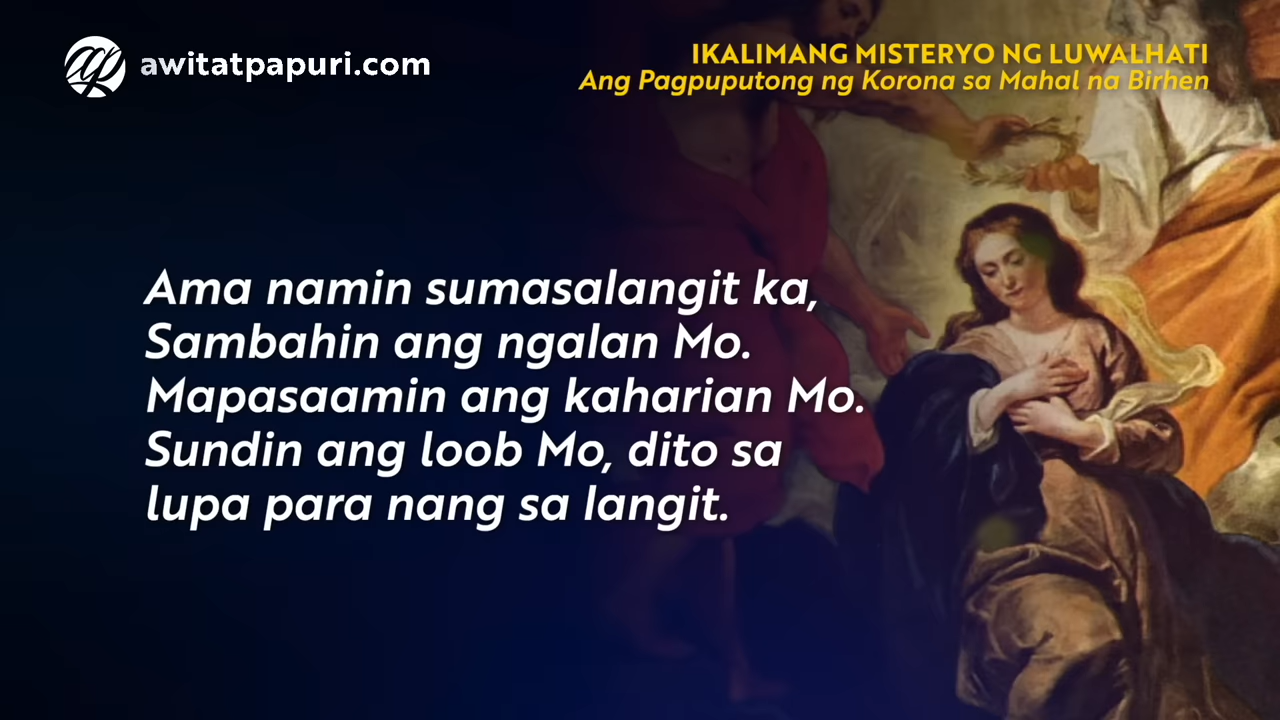 awitatpapuri.com
IKALIMANG MISTERYO NG LUWALHATI
Ang Pagpuputong ng Korona sa Mahal na Birhen
Ama namin sumasalangit ka,
Sambahin ang ngalan Mo.
Mapasaamin ang kaharian Mo.
Sundin ang loob Mo, dito sa
lupa para nang sa langit.